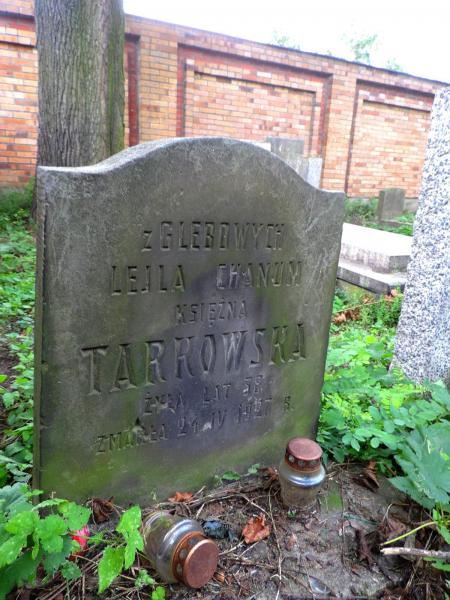 z GLEBOWYCH
LEJLA CHANUM
KSIĘŻNA
TARKOWSKA
ŻYŁA LAT 58
ZMARŁA 24 IV 1927 R.